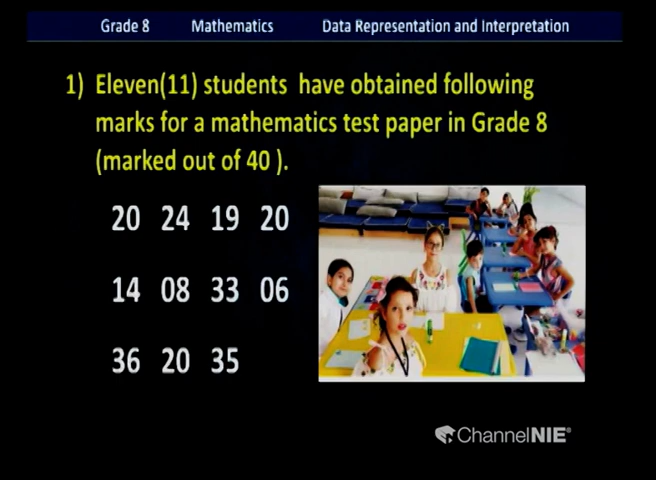 Grade 8 Mathematics Data Representation and Interpretation
1) Eleven(11) students have obtained following
marks for a mathematics test paper in Grade 8
(marked out of 40 ).
20 24 19 20
14 08 33 06
36 20 35
ChannelNIE